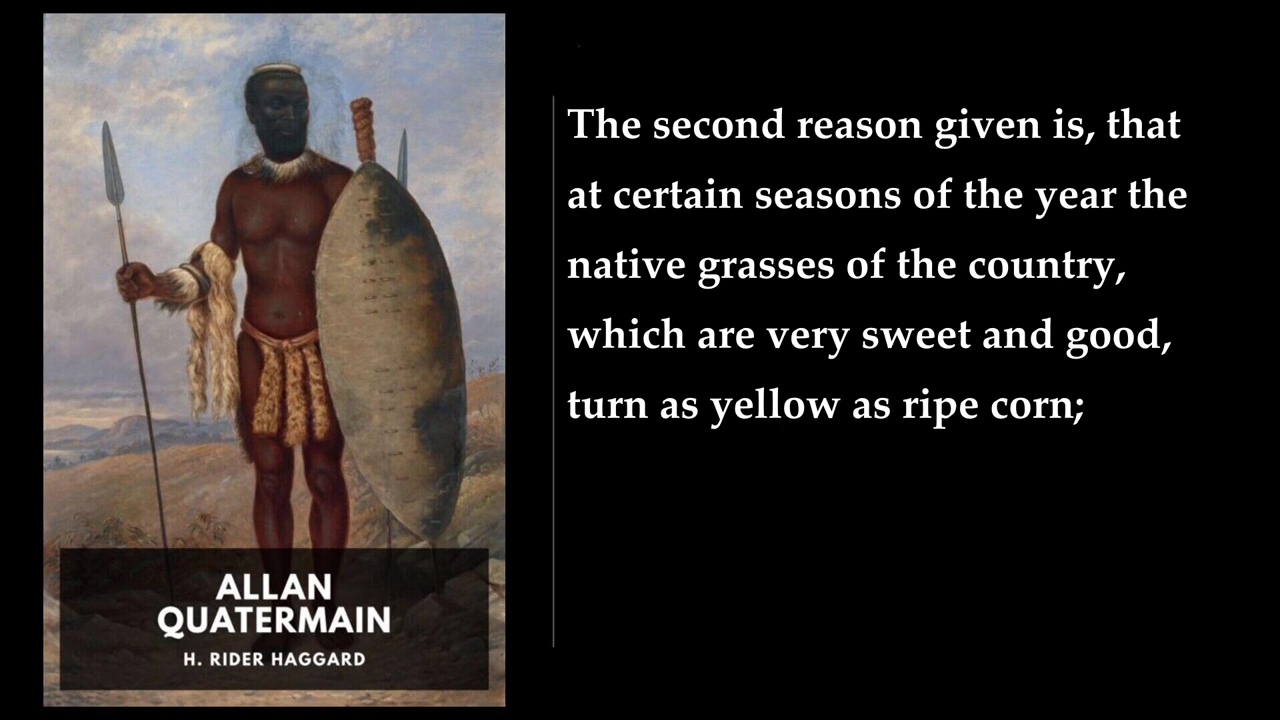 The second reason given is, that
at certain seasons of the year the
native grasses of the country,
which are very sweet and good,
turn as yellow as ripe corn;
ALLAN
QUATERMAIN
H. RIDER HAGGARD